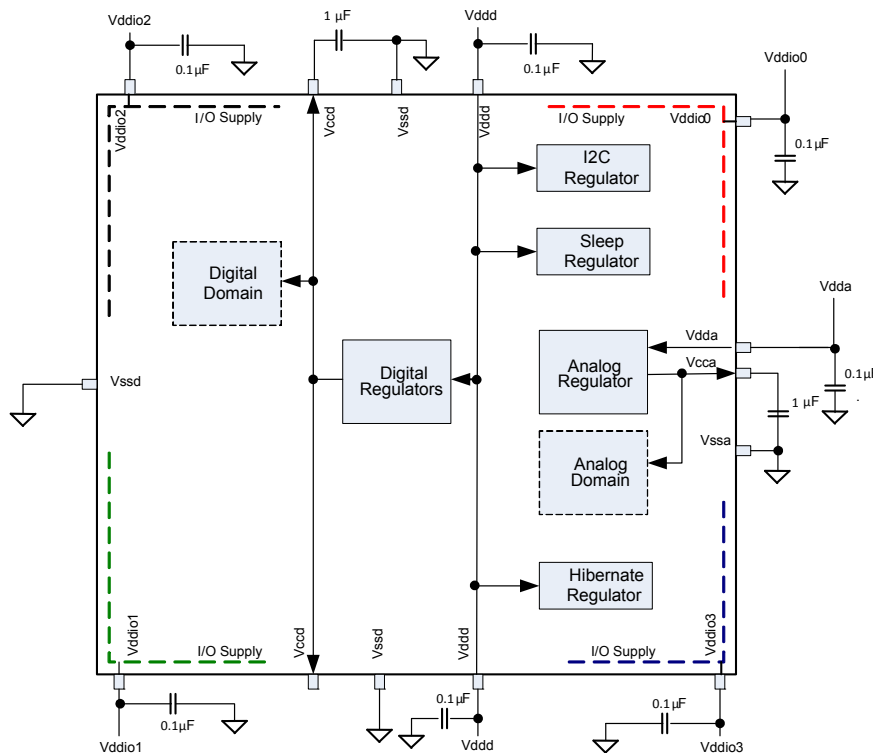 Vddio2
1 µF
Vddd
0.1µF
0.1µF
Vddio0
0.1µF
Vddio2
I/O Supply
Vccd
Vssd
Vddd
I/O Supply
Vddio0
I2C
Regulator
Sleep
Regulator
Digital
Domain
Vdda
Vdda
Digital
Regulators
Analog
Regulator
Vcca
0.1µF
1 µF
.
Vssd
Vssa
Analog
Domain
Hibernate
Regulator
Vddio1
I/O Supply
Vccd
Vssd
Vddd
I/O Supply
Vddio3
0.1µF
0.1µF
0.1µF
Vddio1
Vddd
Vddio3